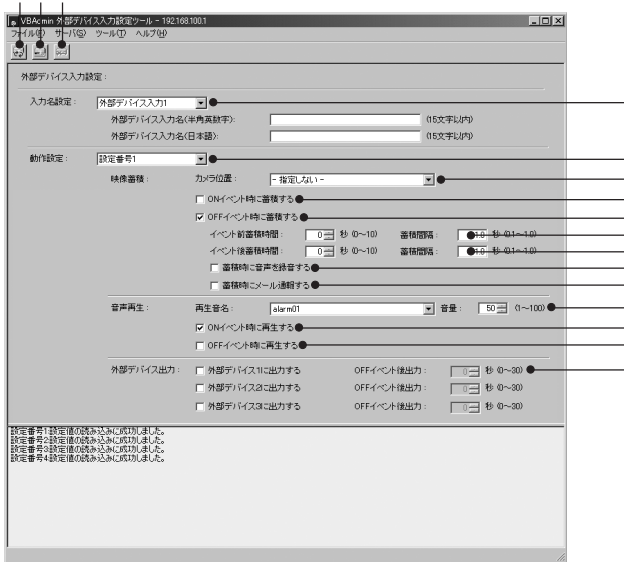 VBAdmin 外部デバイス入力設定ツール - 192.168.100.1
ファイル(F) サーバ(S) ツール(T) ヘルプ(H)
外部デバイス入力設定：
入力名設定： 外部デバイス入力1
外部デバイス入力名(半角英数字)： (15文字以内)
外部デバイス入力名(日本語)： (15文字以内)
動作設定： 設定番号1
映像蓄積： カメラ位置： - 指定しない -
ONイベント時に蓄積する
OFFイベント時に蓄積する
イベント前蓄積時間： 0 秒 (0～10) 蓄積間隔： 1.0 秒 (0.1～1.0)
イベント後蓄積時間： 0 秒 (0～10) 蓄積間隔： 1.0 秒 (0.1～1.0)
蓄積時に音声を録音する
蓄積時にメール通報する
音声再生： 再生音名： alarm01 音量： 50 (1～100)
ONイベント時に再生する
OFFイベント時に再生する
外部デバイス出力： 外部デバイス1に出力する OFFイベント後出力： 0 秒 (0～30)
外部デバイス2に出力する OFFイベント後出力： 0 秒 (0～30)
外部デバイス3に出力する OFFイベント後出力： 0 秒 (0～30)
設定番号1:設定値の読み込みに成功しました。
設定番号2:設定値の読み込みに成功しました。
設定番号3:設定値の読み込みに成功しました。
設定番号4:設定値の読み込みに成功しました。